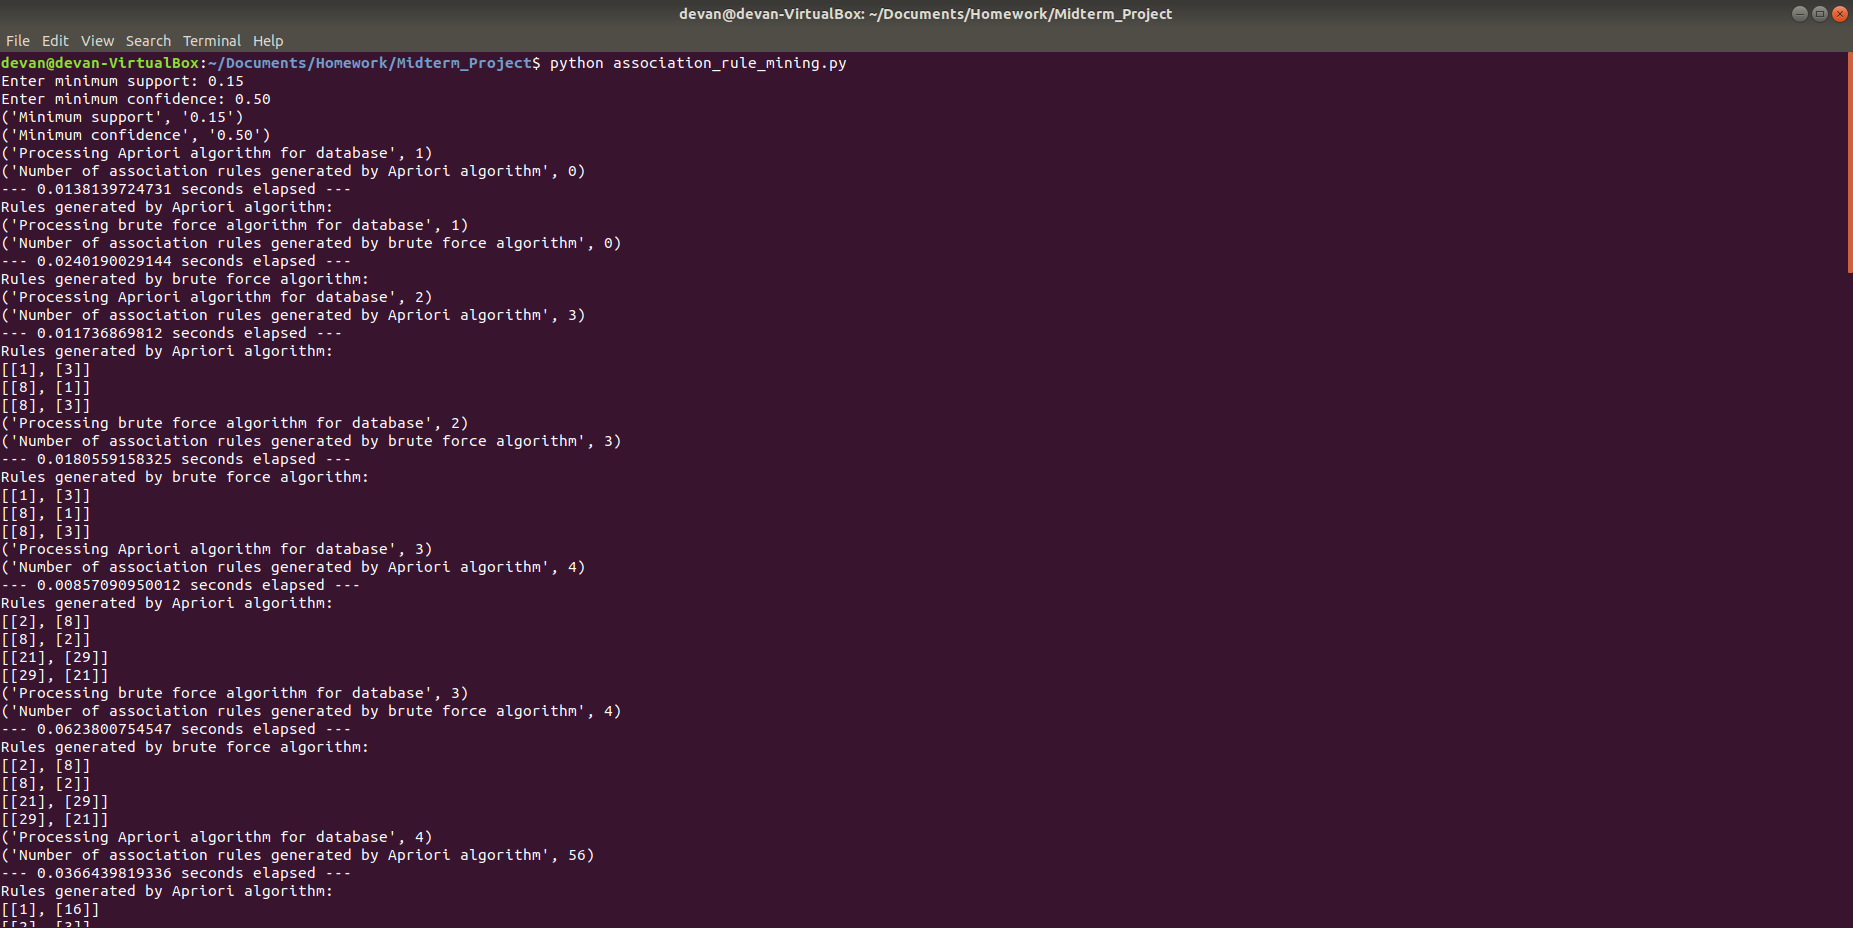 devan@devan-VirtualBox: ~/Documents/Homework/Midterm_Project
File Edit View Search Terminal Help
devan@devan-VirtualBox:~/Documents/Homework/Midterm_Project$ python association_rule_mining.py
Enter minimum support: 0.15
Enter minimum confidence: 0.50
('Minimum support', '0.15')
('Minimum confidence', '0.50')
('Processing Apriori algorithm for database', 1)
('Number of association rules generated by Apriori algorithm', 0)
--- 0.0138139724731 seconds elapsed ---
Rules generated by Apriori algorithm:
('Processing brute force algorithm for database', 1)
('Number of association rules generated by brute force algorithm', 0)
--- 0.0240190029144 seconds elapsed ---
Rules generated by brute force algorithm:
('Processing Apriori algorithm for database', 2)
('Number of association rules generated by Apriori algorithm', 3)
--- 0.011736869812 seconds elapsed ---
Rules generated by Apriori algorithm:
[[1], [3]]
[[8], [1]]
[[8], [3]]
('Processing brute force algorithm for database', 2)
('Number of association rules generated by brute force algorithm', 3)
--- 0.0180559158325 seconds elapsed ---
Rules generated by brute force algorithm:
[[1], [3]]
[[8], [1]]
[[8], [3]]
('Processing Apriori algorithm for database', 3)
('Number of association rules generated by Apriori algorithm', 4)
--- 0.00857090950012 seconds elapsed ---
Rules generated by Apriori algorithm:
[[2], [8]]
[[8], [2]]
[[21], [29]]
[[29], [21]]
('Processing brute force algorithm for database', 3)
('Number of association rules generated by brute force algorithm', 4)
--- 0.0623800754547 seconds elapsed ---
Rules generated by brute force algorithm:
[[2], [8]]
[[8], [2]]
[[21], [29]]
[[29], [21]]
('Processing Apriori algorithm for database', 4)
('Number of association rules generated by Apriori algorithm', 56)
--- 0.0366439819336 seconds elapsed ---
Rules generated by Apriori algorithm:
[[1], [16]]
[[2], [3]]